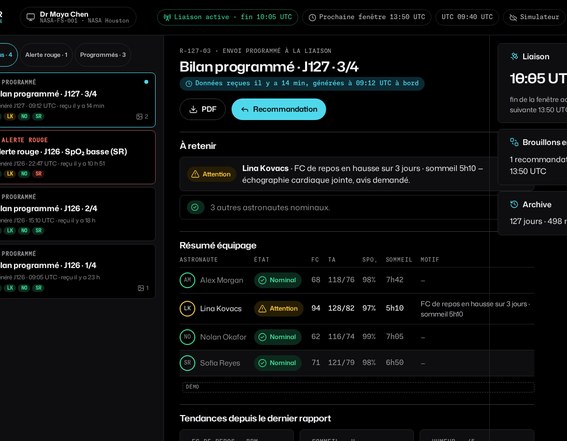 Dr Maya Chen
NASA-FS-001 · NASA Houston
Liaison active · fin 10:05 UTC
Prochaine fenêtre 13:50 UTC
UTC 09:40 UTC
Simulateur
Alerte rouge · 1
Programmés · 3
PROGRAMMÉ
lan programmé · J127 · 3/4
néré J127 · 09:12 UTC · reçu il y a 14 min
LK NO SR
2
ALERTE ROUGE
lerte rouge · J126 · SpO₂ basse (SR)
néré J126 · 22:47 UTC · reçu il y a 10 h 51
LK NO SR
PROGRAMMÉ
lan programmé · J126 · 2/4
néré J126 · 15:10 UTC · reçu il y a 18 h
LK NO SR
PROGRAMMÉ
lan programmé · J126 · 1/4
néré J126 · 09:05 UTC · reçu il y a 23 h
LK NO SR
1
R-127-03 · ENVOI PROGRAMMÉ À LA LIAISON
Bilan programmé · J127 · 3/4
Données reçues il y a 14 min, générées à 09:12 UTC à bord
PDF
Recommandation
À retenir
Attention
Lina Kovacs · FC de repos en hausse sur 3 jours · sommeil 5h10 —
échographie cardiaque jointe, avis demandé.
3 autres astronautes nominaux.
Résumé équipage
ASTRONAUTE ÉTAT FC TA SPO₂ SOMMEIL MOTIF
AM Alex Morgan Nominal 68 118/76 98% 7h42 —
LK Lina Kovacs Attention 94 128/82 97% 5h10 FC de repos en hausse sur 3 jours ·
sommeil 5h10
NO Nolan Okafor Nominal 62 116/74 99% 7h05 —
SR Sofia Reyes Nominal 71 121/79 98% 6h50 —
DÉMO
Tendances depuis le dernier rapport
Liaison
10:05 UT
fin de la fenêtre
suivante 13:50 UT
Brouillons e
1 recommandat
13:50 UTC
Archive
127 jours · 498 r